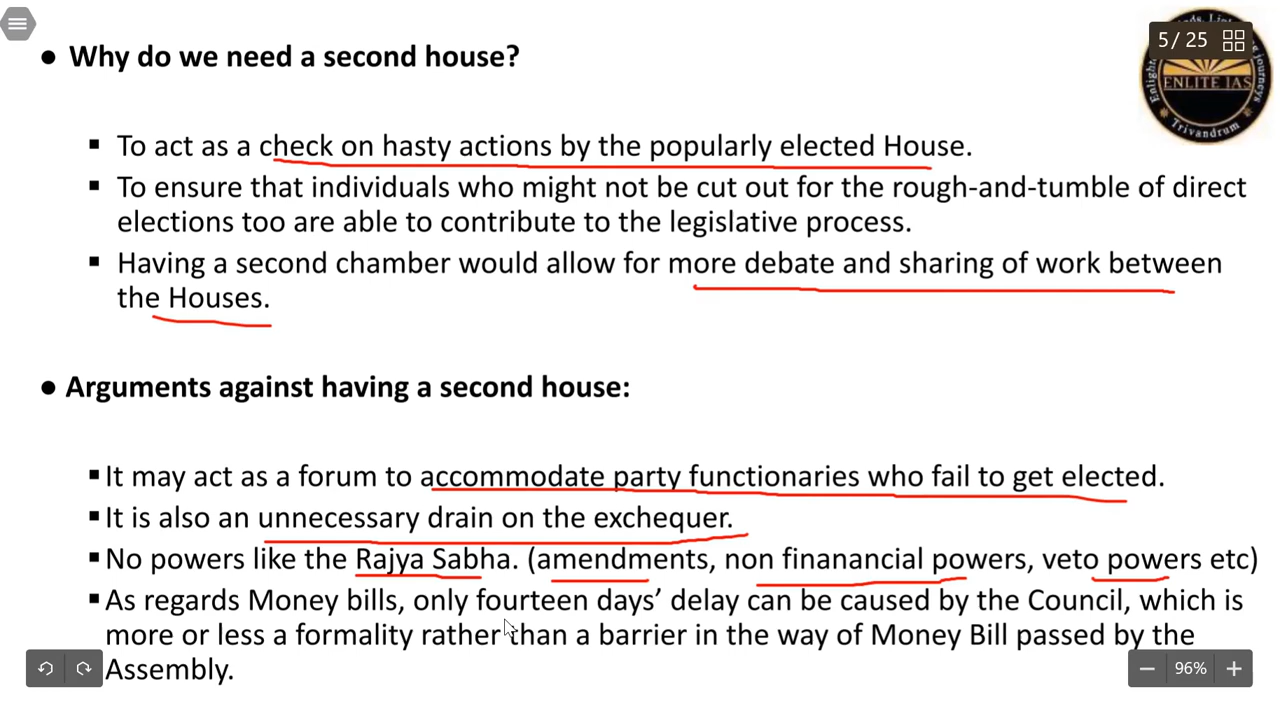 5 / 25
ENLITE IAS
Trivandrum
● Why do we need a second house?
▪ To act as a check on hasty actions by the popularly elected House.
▪ To ensure that individuals who might not be cut out for the rough-and-tumble of direct
elections too are able to contribute to the legislative process.
▪ Having a second chamber would allow for more debate and sharing of work between
the Houses.
● Arguments against having a second house:
▪ It may act as a forum to accommodate party functionaries who fail to get elected.
▪ It is also an unnecessary drain on the exchequer.
▪ No powers like the Rajya Sabha. (amendments, non finanancial powers, veto powers etc)
▪ As regards Money bills, only fourteen days’ delay can be caused by the Council, which is
more or less a formality rather than a barrier in the way of Money Bill passed by the
Assembly.
96%